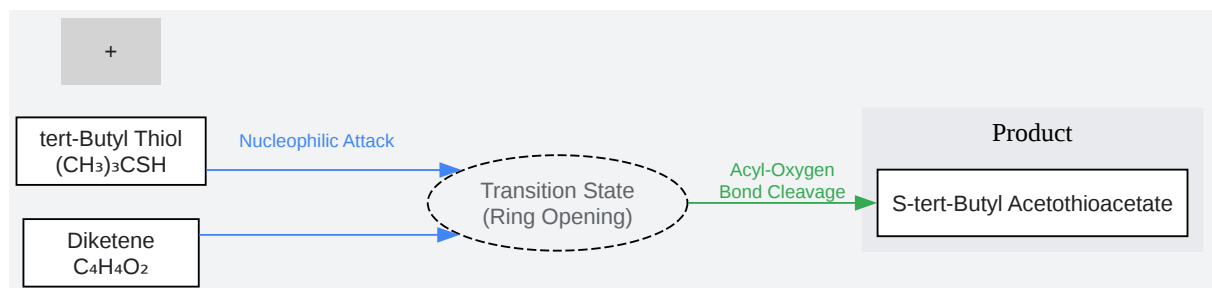 +
tert-Butyl Thiol
(CH₃)₃CSH
Nucleophilic Attack
Diketene
C₄H₄O₂
Transition State
(Ring Opening)
Acyl-Oxygen
Bond Cleavage
Product
S-tert-Butyl Acetothioacetate